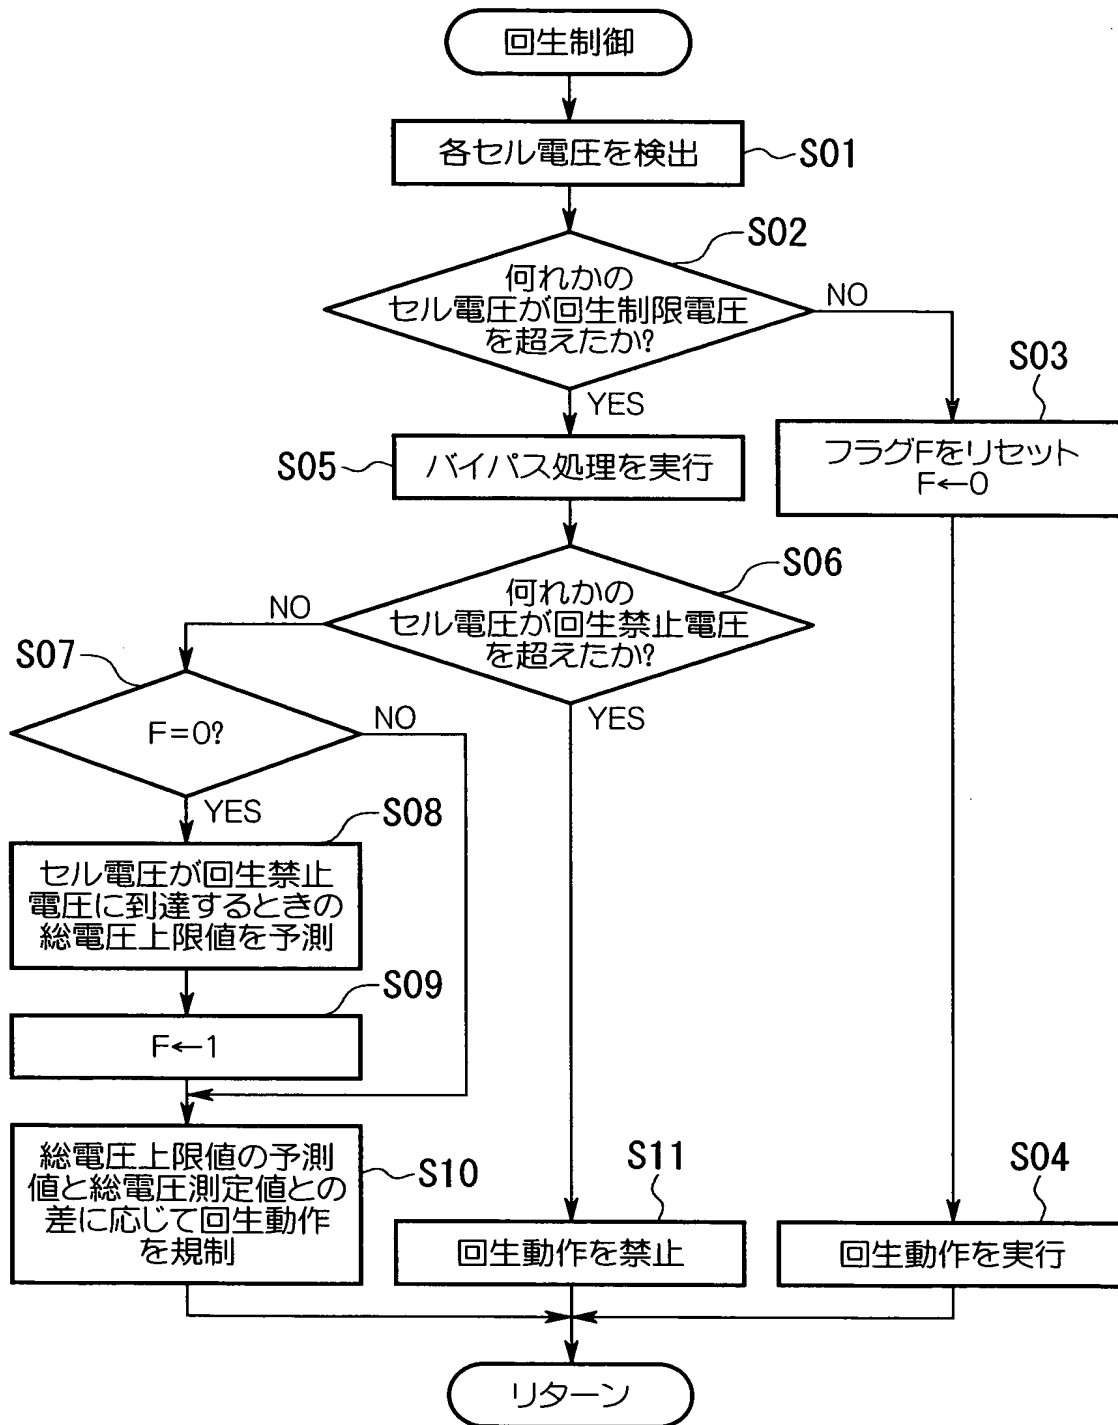 回生制御
各セル電圧を検出
S01
S02
何れかの
セル電圧が回生制限電圧
を超えたか?
NO
YES
S03
フラグFをリセット
F←0
S05
バイパス処理を実行
S06
何れかの
セル電圧が回生禁止電圧
を超えたか?
NO
YES
S07
F=0?
NO
YES
S08
セル電圧が回生禁止
電圧に到達するときの
総電圧上限値を予測
S09
F←1
総電圧上限値の予測
値と総電圧測定値との
差に応じて回生動作
を規制
S10
S11
回生動作を禁止
S04
回生動作を実行
リターン